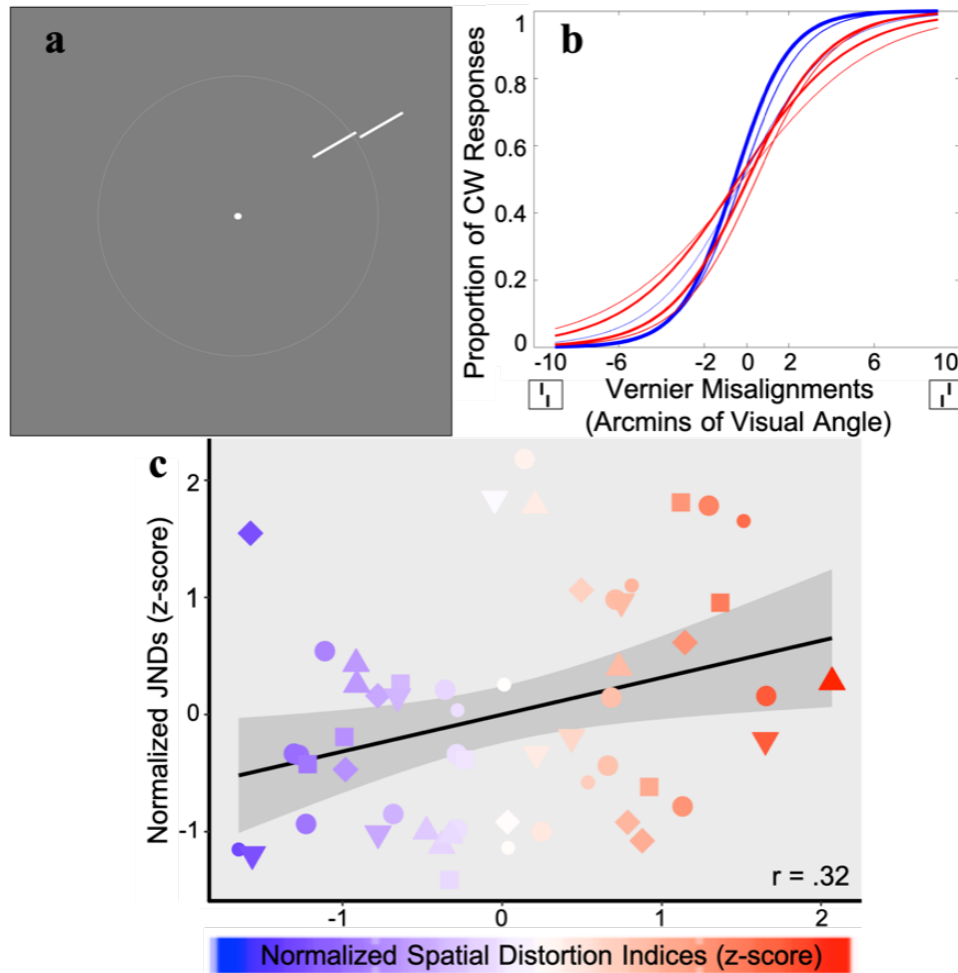 a
b
Proportion of CW Responses
1
0.8
0.6
0.4
0.2
0
-10
-6
-2
0
2
6
10
Vernier Misalignments
(Arcmins of Visual Angle)
c
Normalized JNDs (z-score)
2
1
0
-1
r = .32
-1
0
1
2
Normalized Spatial Distortion Indices (z-score)